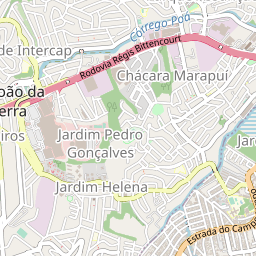 Córrego Poá
de Intercap
Rodovia Régis Bittencourt
Chácara Marapuí
oão da
erra
Jardim Pedro
Gonçalves
iros
Jard
Jardim Helena
Estrada do Camp